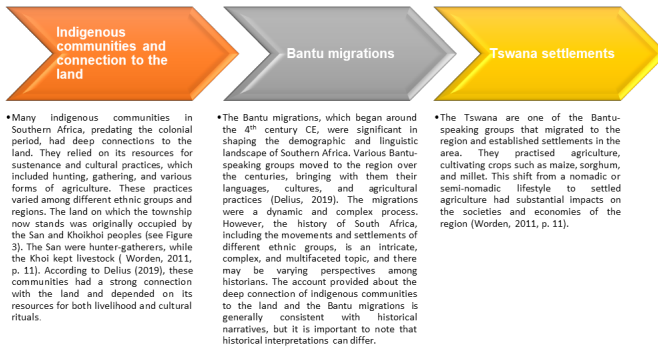 Indigenous
communities and
connection to the
land
•Many indigenous communities in
Southern Africa, predating the colonial
period, had deep connections to the
land. They relied on its resources for
sustenance and cultural practices, which
included hunting, gathering, and various
forms of agriculture. These practices
varied among different ethnic groups and
regions. The land on which the township
now stands was originally occupied by
the San and Khoikhoi peoples (see Figure
3). The San were hunter-gatherers, while
the Khoi kept livestock ( Worden, 2011,
p. 11). According to Delius (2019), these
communities had a strong connection
with the land and depended on its
resources for both livelihood and cultural
rituals.
Bantu migrations
•The Bantu migrations, which began around
the 4th century CE, were significant in
shaping the demographic and linguistic
landscape of Southern Africa. Various Bantu-
speaking groups moved to the region over
the centuries, bringing with them their
languages, cultures, and agricultural
practices (Delius, 2019). The migrations
were a dynamic and complex process.
However, the history of South Africa,
including the movements and settlements of
different ethnic groups, is an intricate,
complex, and multifaceted topic, and there
may be varying perspectives among
historians. The account provided about the
deep connection of indigenous communities
to the land and the Bantu migrations is
generally consistent with historical
narratives, but it is important to note that
historical interpretations can differ.
Tswana settlements
•The Tswana are one of the Bantu-
speaking groups that migrated to the
region and established settlements in the
area. They practised agriculture,
cultivating crops such as maize, sorghum,
and millet. This shift from a nomadic or
semi-nomadic lifestyle to settled
agriculture had substantial impacts on
the societies and economies of the
region (Worden, 2011, p. 11).